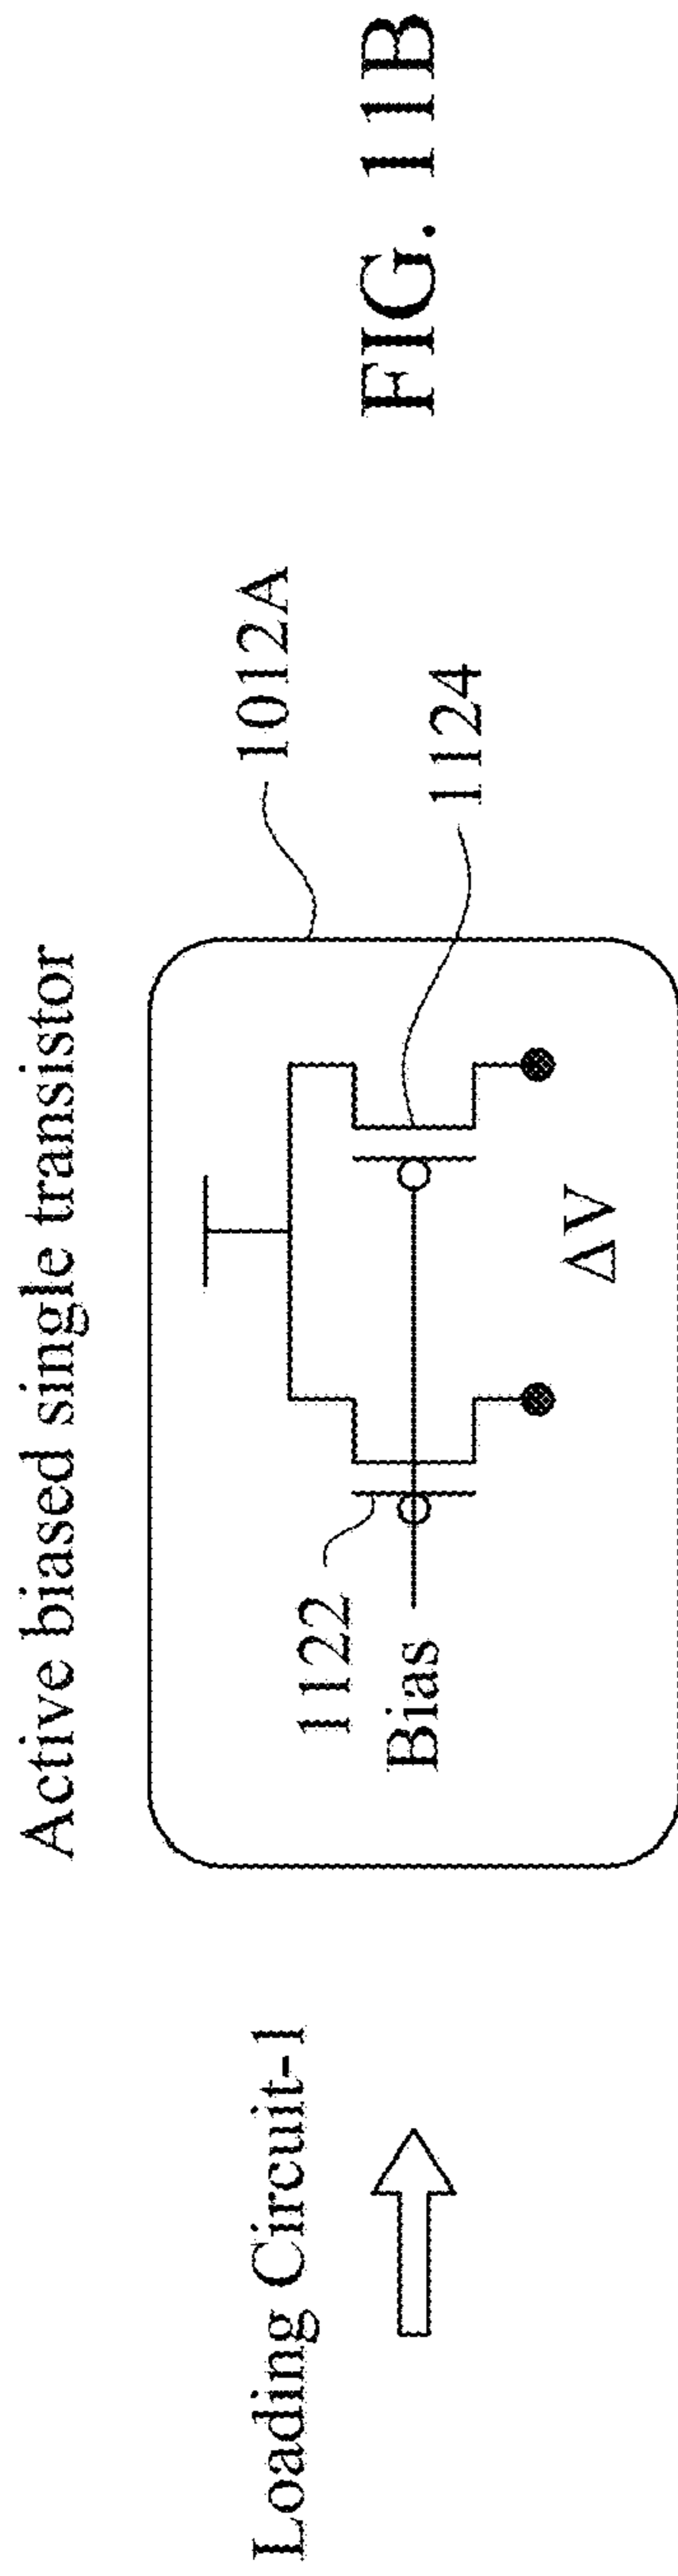 Active biased single transistor
Loading Circuit-1
1012A
1122
1124
Bias
ΔV
FIG. 11B